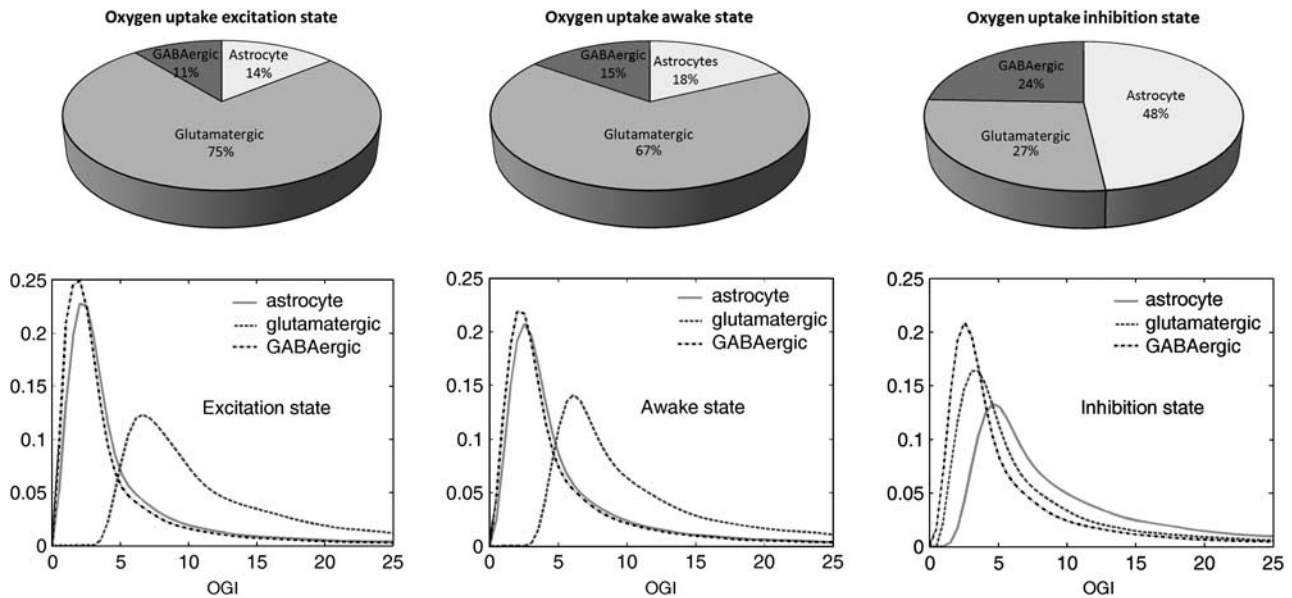 Oxygen uptake excitation state
GABAergic
11%
Astrocyte
14%
Glutamatergic
75%
Oxygen uptake awake state
GABAergic
15%
Astrocytes
18%
Glutamatergic
67%
Oxygen uptake inhibition state
GABAergic
24%
Astrocyte
48%
Glutamatergic
27%
0.25
0.2
0.15
0.1
0.05
0
astrocyte
glutamatergic
GABAergic
Excitation state
0 5 10 15 20 25
OGI
0.25
0.2
0.15
0.1
0.05
0
astrocyte
glutamatergic
GABAergic
Awake state
0 5 10 15 20 25
OGI
0.25
0.2
0.15
0.1
0.05
0
astrocyte
glutamatergic
GABAergic
Inhibition state
0 5 10 15 20 25
OGI